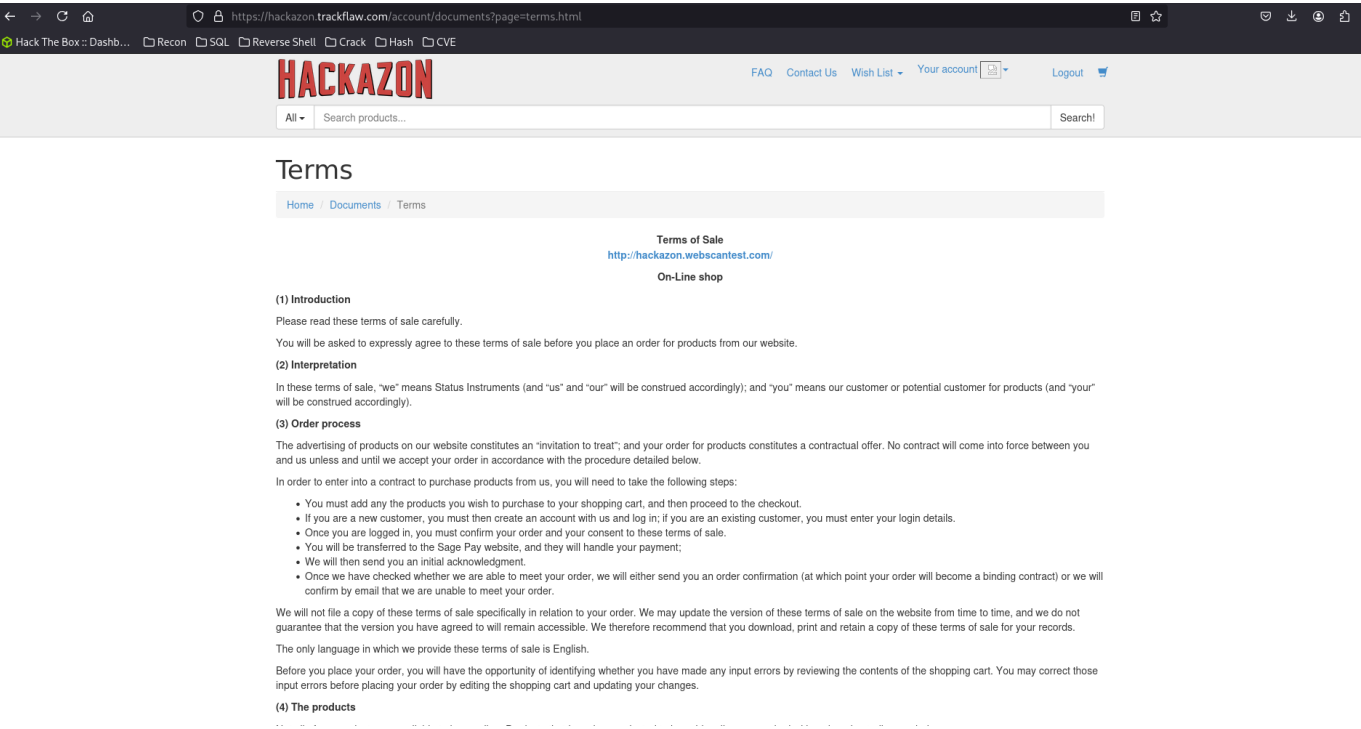 https://hackazon.trackflaw.com/account/documents?page=terms.html
Hack The Box :: Dashb... Recon SQL Reverse Shell Crack Hash CVE
HACKAZON
FAQ Contact Us Wish List Your account Logout
All Search products... Search!
Terms
Home / Documents / Terms
Terms of Sale
http://hackazon.webscantest.com/
On-Line shop
(1) Introduction
Please read these terms of sale carefully.
You will be asked to expressly agree to these terms of sale before you place an order for products from our website.
(2) Interpretation
In these terms of sale, “we” means Status Instruments (and “us” and “our” will be construed accordingly); and “you” means our customer or potential customer for products (and “your”
will be construed accordingly).
(3) Order process
The advertising of products on our website constitutes an “invitation to treat”; and your order for products constitutes a contractual offer. No contract will come into force between you
and us unless and until we accept your order in accordance with the procedure detailed below.
In order to enter into a contract to purchase products from us, you will need to take the following steps:
• You must add any the products you wish to purchase to your shopping cart, and then proceed to the checkout.
• If you are a new customer, you must then create an account with us and log in; if you are an existing customer, you must enter your login details.
• Once you are logged in, you must confirm your order and your consent to these terms of sale.
• You will be transferred to the Sage Pay website, and they will handle your payment;
• We will then send you an initial acknowledgment.
• Once we have checked whether we are able to meet your order, we will either send you an order confirmation (at which point your order will become a binding contract) or we will
confirm by email that we are unable to meet your order.
We will not file a copy of these terms of sale specifically in relation to your order. We may update the version of these terms of sale on the website from time to time, and we do not
guarantee that the version you have agreed to will remain accessible. We therefore recommend that you download, print and retain a copy of these terms of sale for your records.
The only language in which we provide these terms of sale is English.
Before you place your order, you will have the opportunity of identifying whether you have made any input errors by reviewing the contents of the shopping cart. You may correct those
input errors before placing your order by editing the shopping cart and updating your changes.
(4) The products